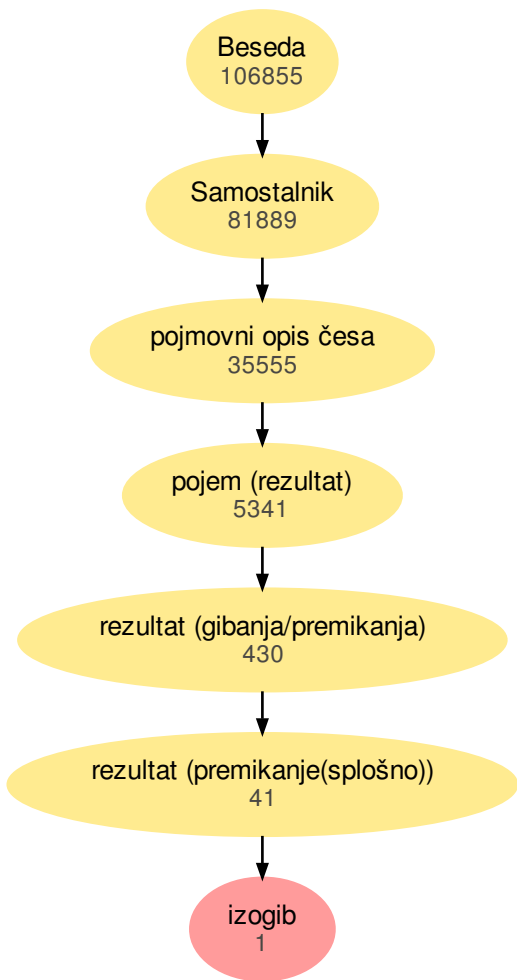 Beseda
106855
Samostalnik
81889
pojmovni opis česa
35555
pojem (rezultat)
5341
rezultat (gibanja/premikanja)
430
rezultat (premikanje(splošno))
41
izogib
1